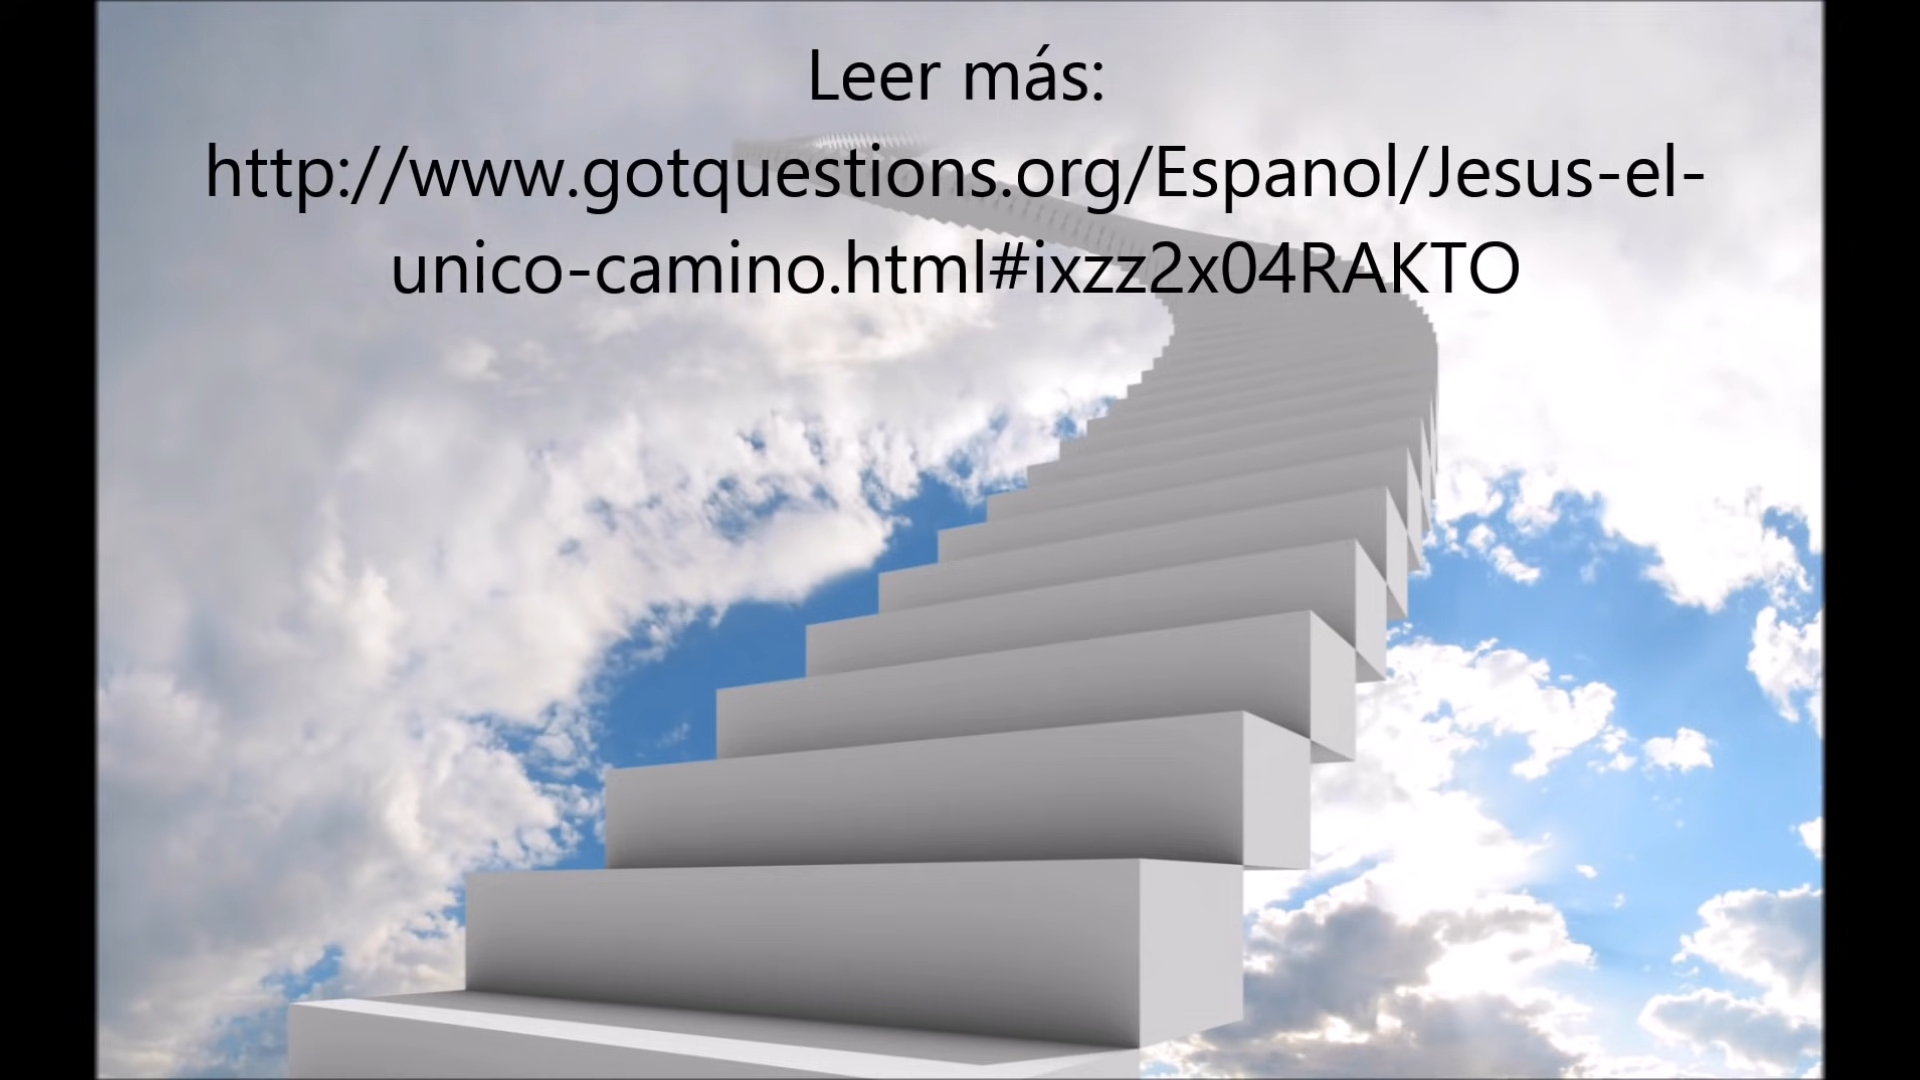 Leer más:
http://www.gotquestions.org/Espanol/Jesus-el-
unico-camino.html#ixzz2x04RAKTO